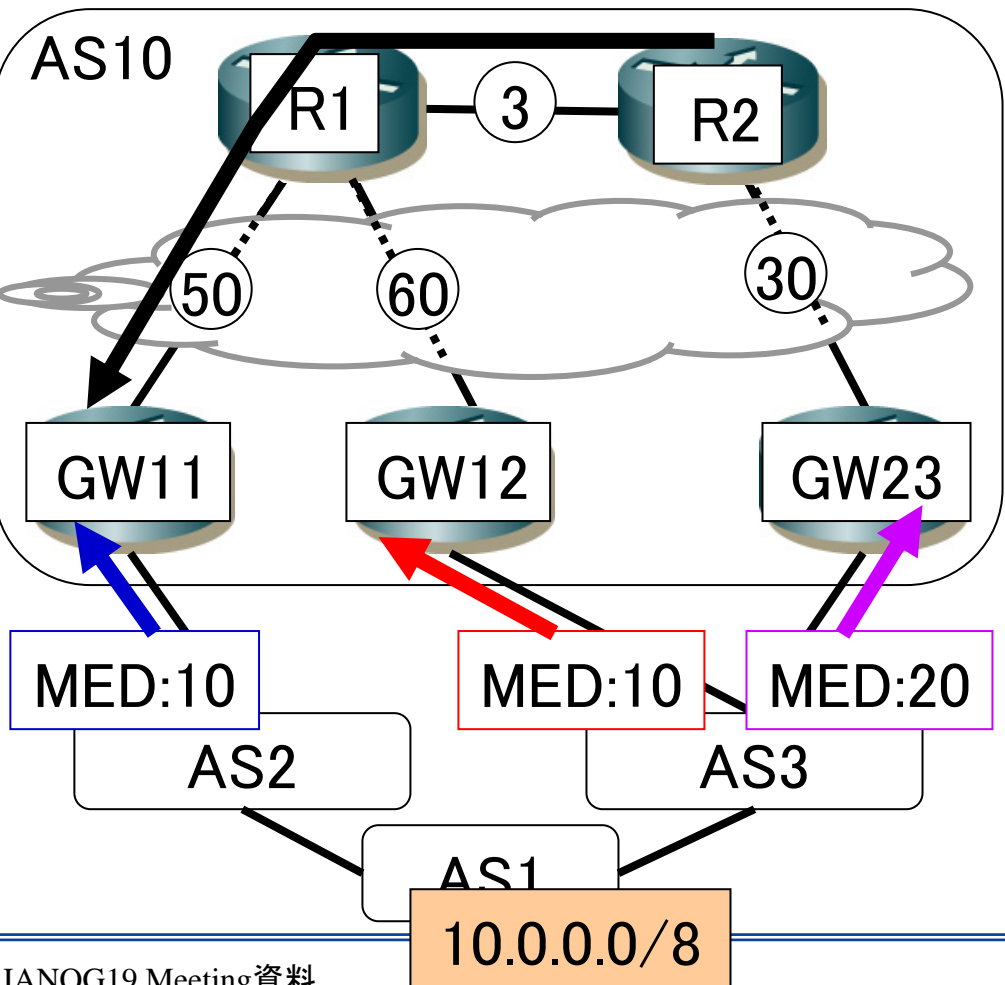 AS10
R1
3
R2
50
60
30
GW11
GW12
GW23
MED:10
MED:10
MED:20
AS2
AS3
AS1
10.0.0.0/8
JANOG19 Meeting資料